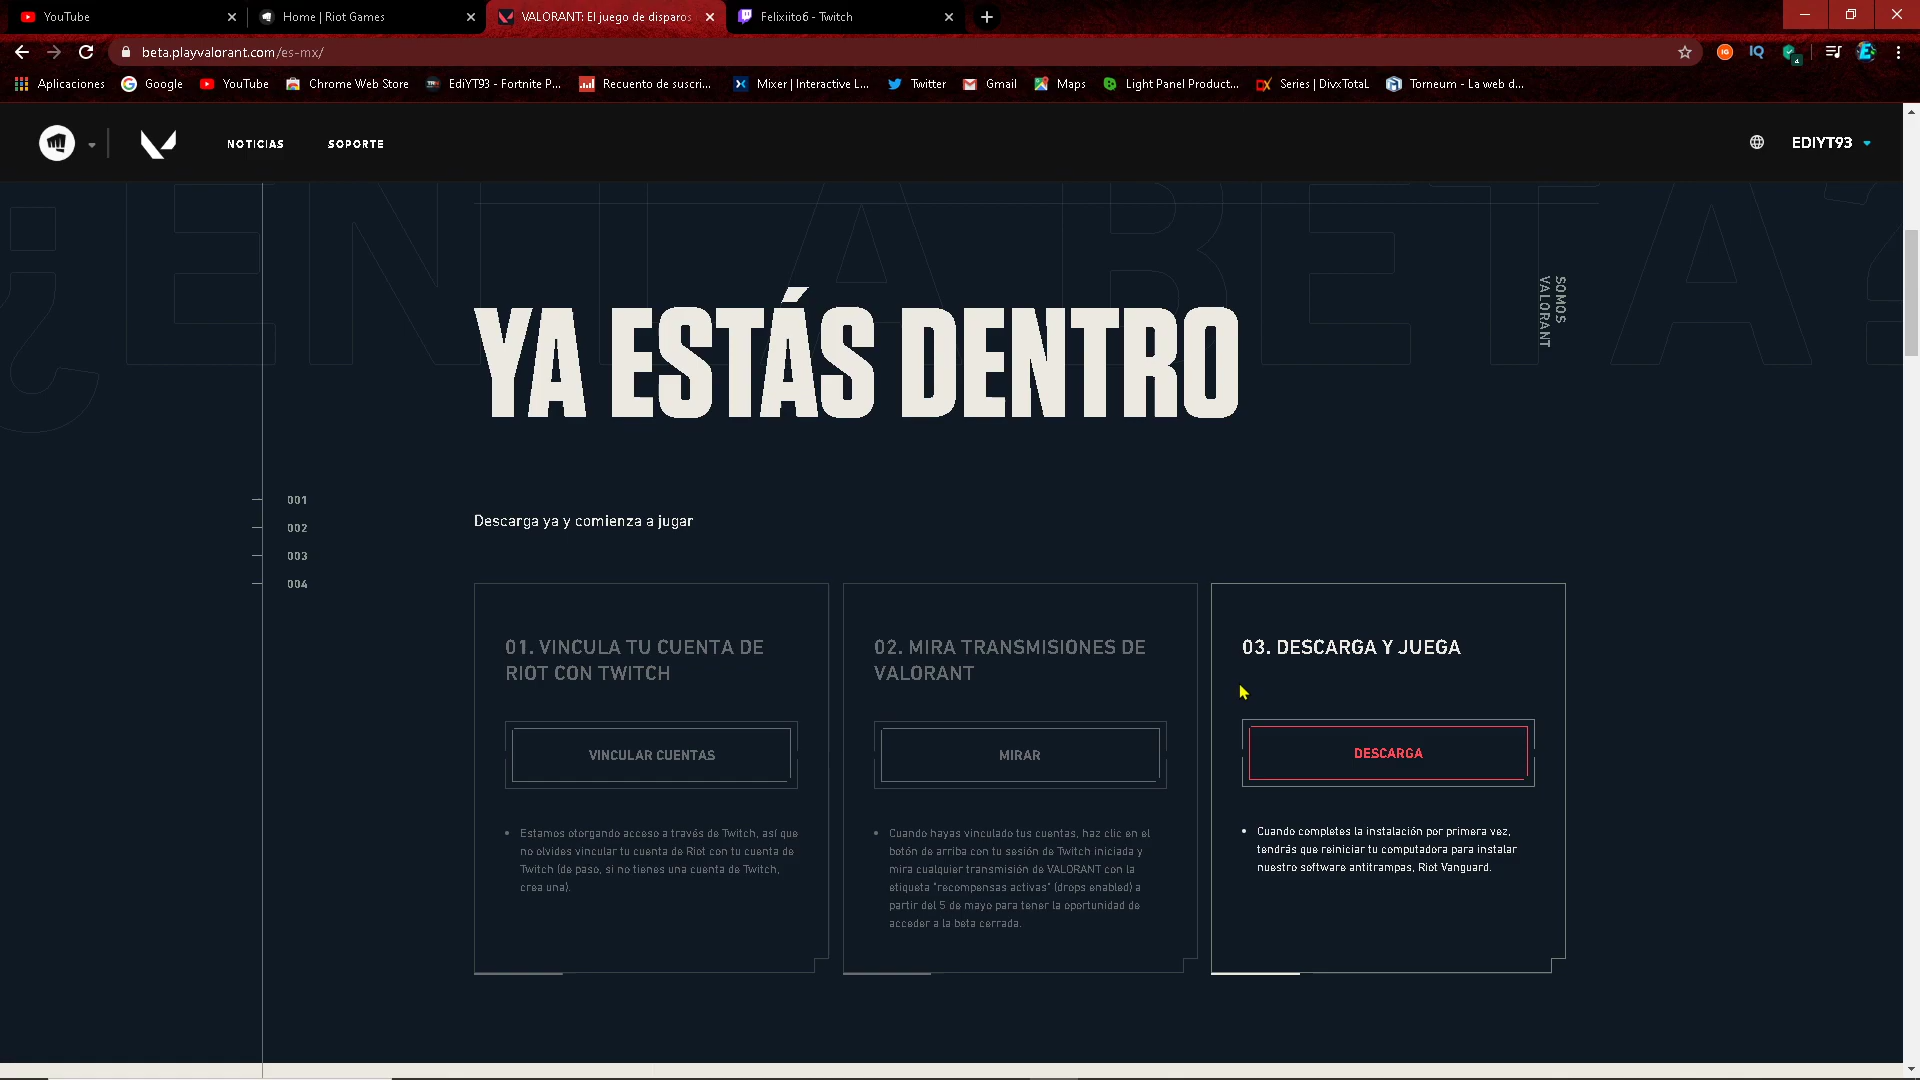 YouTube
Home | Riot Games
VALORANT: El juego de disparos
Felixiito6 - Twitch
beta.playvalorant.com/es-mx/
Aplicaciones
Google
YouTube
Chrome Web Store
EdiYT93 - Fortnite P...
Recuento de suscri...
Mixer | Interactive L...
Twitter
Gmail
Maps
Light Panel Product...
Series | DivxTotaL
Torneum - La web d...
NOTICIAS
SOPORTE
EDIYT93
¿EN LA BETA?
SOMOS
VALORANT
YA ESTÁS DENTRO
001
002
003
004
Descarga ya y comienza a jugar
01. VINCULA TU CUENTA DE
RIOT CON TWITCH
VINCULAR CUENTAS
Estamos otorgando acceso a través de Twitch, así que
no olvides vincular tu cuenta de Riot con tu cuenta de
Twitch (de paso, si no tienes una cuenta de Twitch,
crea una).
02. MIRA TRANSMISIONES DE
VALORANT
MIRAR
Cuando hayas vinculado tus cuentas, haz clic en el
botón de arriba con tu sesión de Twitch iniciada y
mira cualquier transmisión de VALORANT con la
etiqueta "recompensas activas" (drops enabled) a
partir del 5 de mayo para tener la oportunidad de
acceder a la beta cerrada.
03. DESCARGA Y JUEGA
DESCARGA
Cuando completes la instalación por primera vez,
tendrás que reiniciar tu computadora para instalar
nuestro software antitrampas, Riot Vanguard.